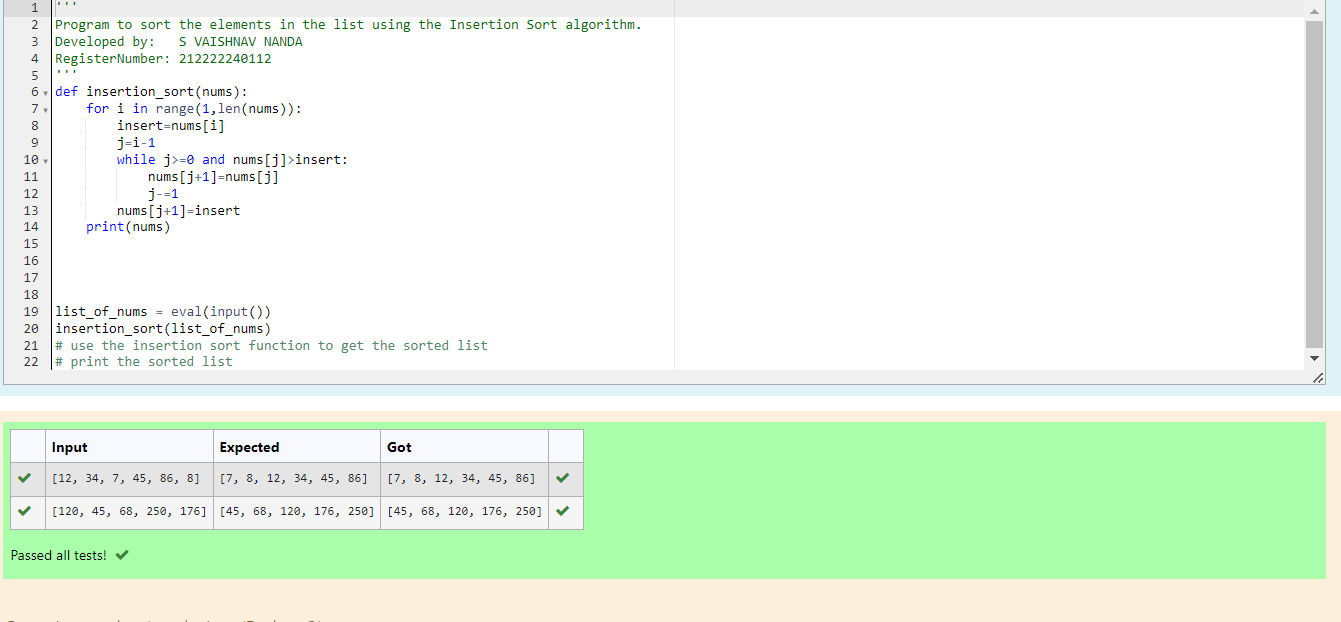 1 '''
2 Program to sort the elements in the list using the Insertion Sort algorithm.
3 Developed by:   S VAISHNAV NANDA
4 RegisterNumber: 212222240112
5 '''
6 def insertion_sort(nums):
7     for i in range(1,len(nums)):
8         insert=nums[i]
9         j=i-1
10         while j>=0 and nums[j]>insert:
11             nums[j+1]=nums[j]
12             j-=1
13         nums[j+1]=insert
14     print(nums)
15
16
17
18
19 list_of_nums = eval(input())
20 insertion_sort(list_of_nums)
21 # use the insertion sort function to get the sorted list
22 # print the sorted list
Input Expected Got
[12, 34, 7, 45, 86, 8] [7, 8, 12, 34, 45, 86] [7, 8, 12, 34, 45, 86]
[120, 45, 68, 250, 176] [45, 68, 120, 176, 250] [45, 68, 120, 176, 250]
Passed all tests!